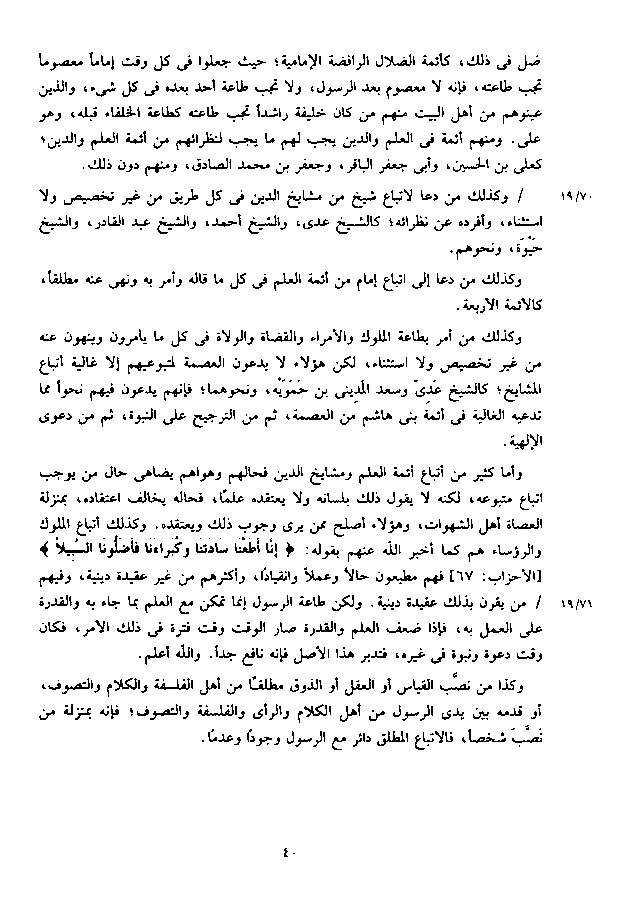 ضل فى ذلك، كأئمة الضلال الرافضة الإمامية؛ حيث جعلوا فى كل وقت إماماً معصوماً
تجب طاعته، فإنه لا معصوم بعد الرسول، ولا تجب طاعة أحد بعده فى كل شىء، والذين
عينوهم من أهل البيت منهم من كان خليفة راشداً تجب طاعته كطاعة الخلفاء قبله، وهو
على. ومنهم أئمة فى العلم والدين يجب لهم ما يجب لنظرائهم من أئمة العلم والدين؛
كعلى بن الحسين، وأبى جعفر الباقر، وجعفر بن محمد الصادق، ومنهم دون ذلك.
١٩/٧٠ / وكذلك من دعا لاتباع شيخ من مشايخ الدين فى كل طريق من غير تخصيص ولا
استثناء، وأفرده عن نظرائه؛ كالشيخ عدى، والشيخ أحمد، والشيخ عبد القادر، والشيخ
حَيْوَة، ونحوهم.
وكذلك من دعا إلى اتباع إمام من أئمة العلم فى كل ما قاله وأمر به ونهى عنه مطلقاً،
كالأئمة الأربعة.
وكذلك من أمر بطاعة الملوك والأمراء والقضاة والولاة فى كل ما يأمرون وينهون عنه
من غير تخصيص ولا استثناء، لكن هؤلاء لا يدعون العصمة لمتبوعيهم إلا غالية أتباع
المشايخ؛ كالشيخ عَدِىّ وسعد المَدِينى بن حَمَوَيْه، ونحوهما؛ فإنهم يدعون فيهم نحواً مما
تدعيه الغالية فى أئمة بنى هاشم من العصمة، ثم من الترجيح على النبوة، ثم من دعوى
الإلهية.
وأما كثير من أتباع أئمة العلم ومشايخ الدين فحالهم وهواهم يضاهى حال من يوجب
اتباع متبوعه، لكنه لا يقول ذلك بلسانه ولا يعتقده علمًا، فحاله يخالف اعتقاده، بمنزلة
العصاة أهل الشهوات، وهؤلاء أصلح ممن يرى وجوب ذلك ويعتقده. وكذلك أتباع الملوك
والرؤساء هم كما أخبر الله عنهم بقوله: ﴿ إِنَّا أَطَعْنَا سَادَتَنَا وَكُبَرَاءَنَا فَأَضَلُّونَا السَّبِيلاْ ﴾
[الأحزاب: ٦٧] فهم مطيعون حالاً وعملاً وانقيادًا، وأكثرهم من غير عقيدة دينية، وفيهم
١٩/٧١ / من يقرن بذلك عقيدة دينية. ولكن طاعة الرسول إنما تمكن مع العلم بما جاء به والقدرة
على العمل به، فإذا ضعف العلم والقدرة صار الوقت وقت فترة فى ذلك الأمر، فكان
وقت دعوة ونبوة فى غيره، فتدبر هذا الأصل فإنه نافع جداً. والله أعلم.
وكذا من نصَّب القياس أو العقل أو الذوق مطلقًا من أهل الفلسفة والكلام والتصوف،
أو قدمه بين يدى الرسول من أهل الكلام والرأى والفلسفة والتصوف؛ فإنه بمنزلة من
نَصَّبَ شخصاً، فالاتباع المطلق دائر مع الرسول وجودًا وعدمًا.
٤٠